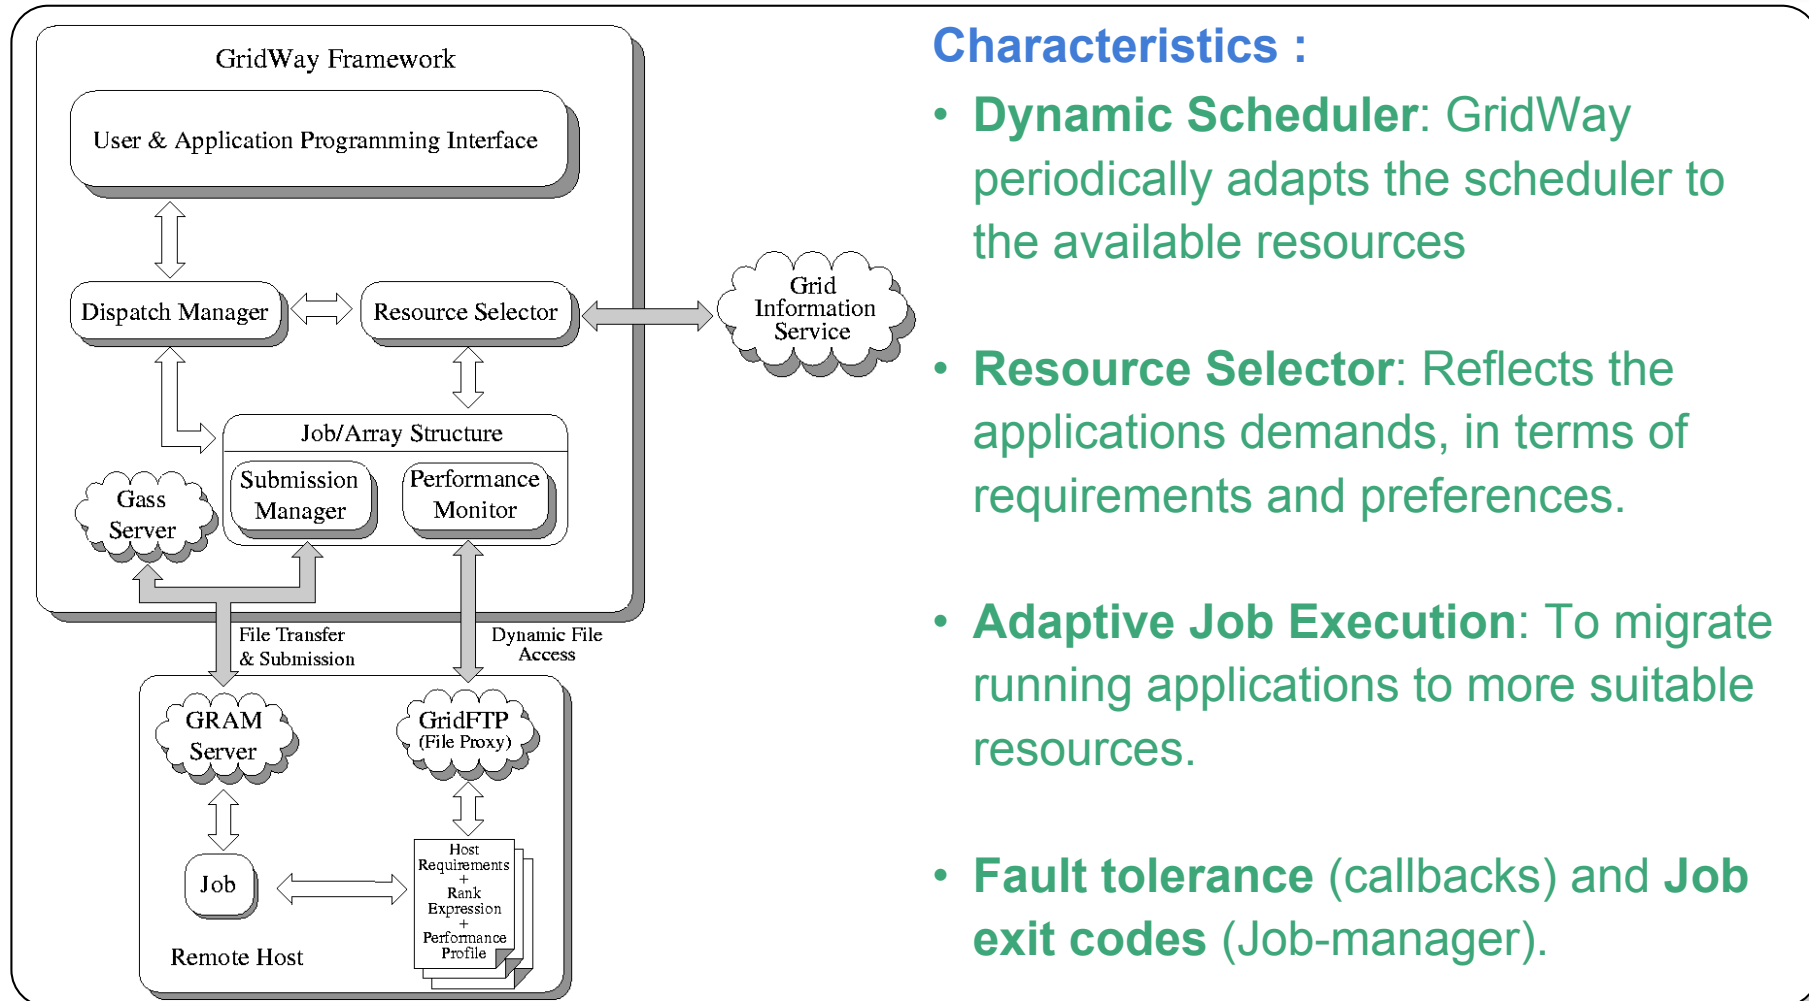 GridWay Framework
User & Application Programming Interface
Dispatch Manager
Resource Selector
Grid
Information
Service
Job/Array Structure
Submission
Manager
Performance
Monitor
Gass
Server
File Transfer
& Submission
Dynamic File
Access
GRAM
Server
GridFTP
(File Proxy)
Job
Host
Requirements
+
Rank
Expression
+
Performance
Profile
Remote Host
Characteristics :
• Dynamic Scheduler: GridWay
periodically adapts the scheduler to
the available resources
• Resource Selector: Reflects the
applications demands, in terms of
requirements and preferences.
• Adaptive Job Execution: To migrate
running applications to more suitable
resources.
• Fault tolerance (callbacks) and Job
exit codes (Job-manager).